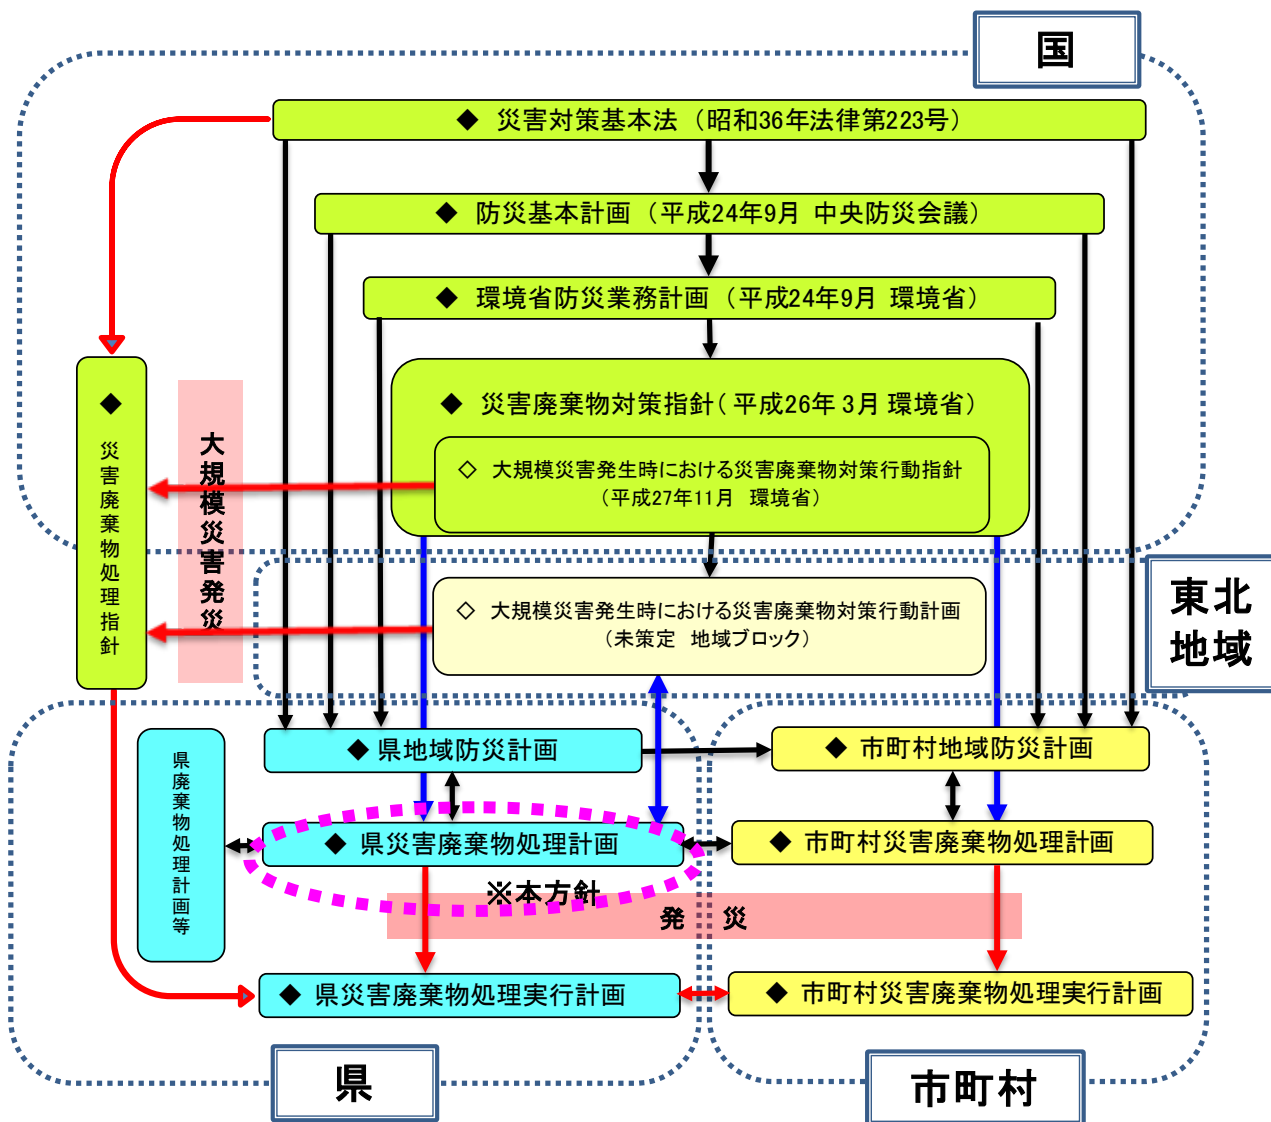 国
◆ 災害対策基本法（昭和36年法律第223号）
◆ 防災基本計画（平成24年9月 中央防災会議）
◆ 環境省防災業務計画（平成24年9月 環境省）
◆ 災害廃棄物対策指針（平成26年３月 環境省）
◇ 大規模災害発生時における災害廃棄物対策行動指針
（平成27年11月 環境省）
◆ 災害廃棄物処理指針
大規模災害発災
東北
地域
◇ 大規模災害発生時における災害廃棄物対策行動計画
（未策定 地域ブロック）
◆ 県地域防災計画
◆ 市町村地域防災計画
県廃棄物処理計画等
◆ 県災害廃棄物処理計画
◆ 市町村災害廃棄物処理計画
※本方針
発 災
◆ 県災害廃棄物処理実行計画
◆ 市町村災害廃棄物処理実行計画
県
市町村